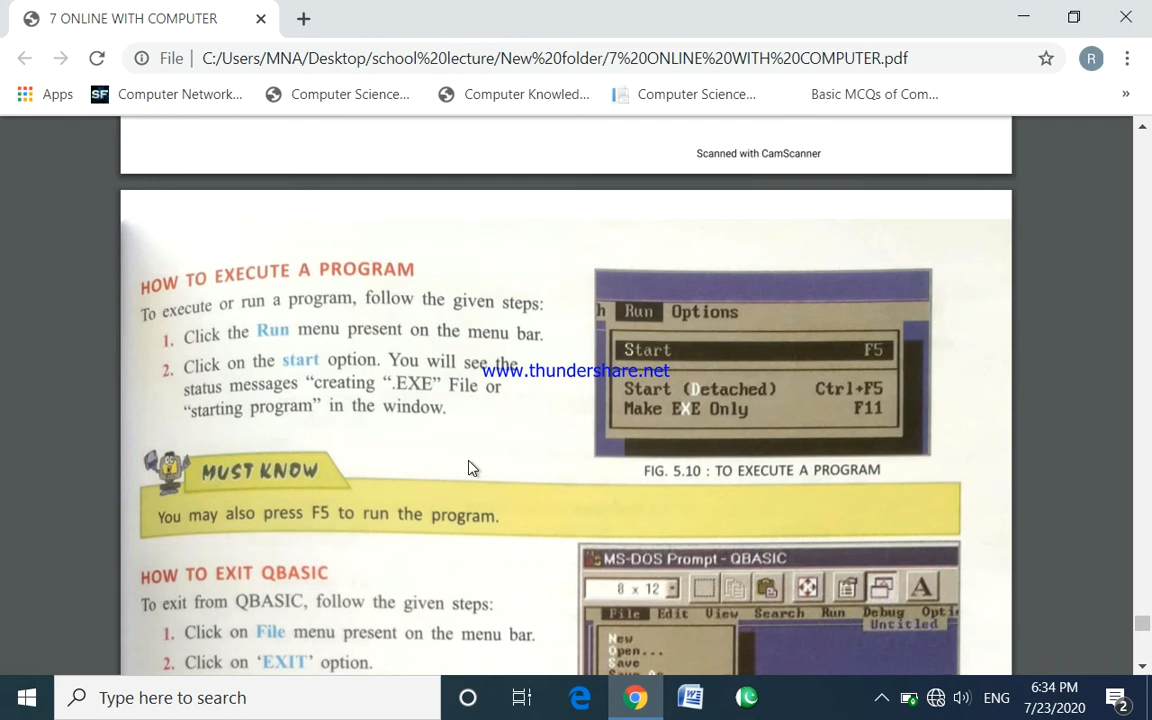 7 ONLINE WITH COMPUTER
File
C:/Users/MNA/Desktop/school%20lecture/New%20folder/7%20ONLINE%20WITH%20COMPUTER.pdf
R
Apps
SF
Computer Network...
Computer Science...
Computer Knowled...
Computer Science...
Basic MCQs of Com...
»
Scanned with CamScanner
HOW TO EXECUTE A PROGRAM
To execute or run a program, follow the given steps:
1. Click the Run menu present on the menu bar.
2. Click on the start option. You will see the
status messages “creating “.EXE” File or
“starting program” in the window.
h Run Options
Start F5
Start (Detached) Ctrl+F5
Make EXE Only F11
www.thundershare.net
FIG. 5.10 : TO EXECUTE A PROGRAM
MUST KNOW
You may also press F5 to run the program.
HOW TO EXIT QBASIC
To exit from QBASIC, follow the given steps:
1. Click on File menu present on the menu bar.
2. Click on ‘EXIT’ option.
MS-DOS Prompt - QBASIC
8 x 12
A
File Edit View Search Run Debug Opti
Untitled
New
Open...
Save
Type here to search
ENG
6:34 PM
7/23/2020
2